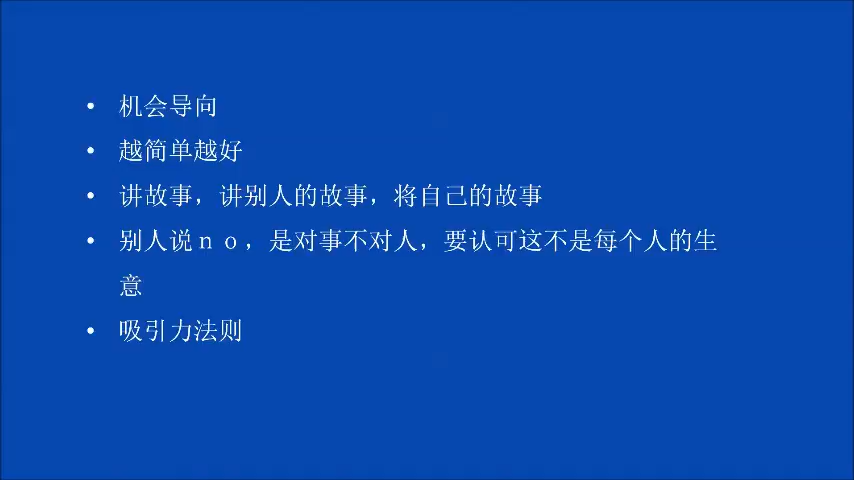 • 机会导向
• 越简单越好
• 讲故事，讲别人的故事，将自己的故事
• 别人说ｎｏ，是对事不对人，要认可这不是每个人的生
意
• 吸引力法则